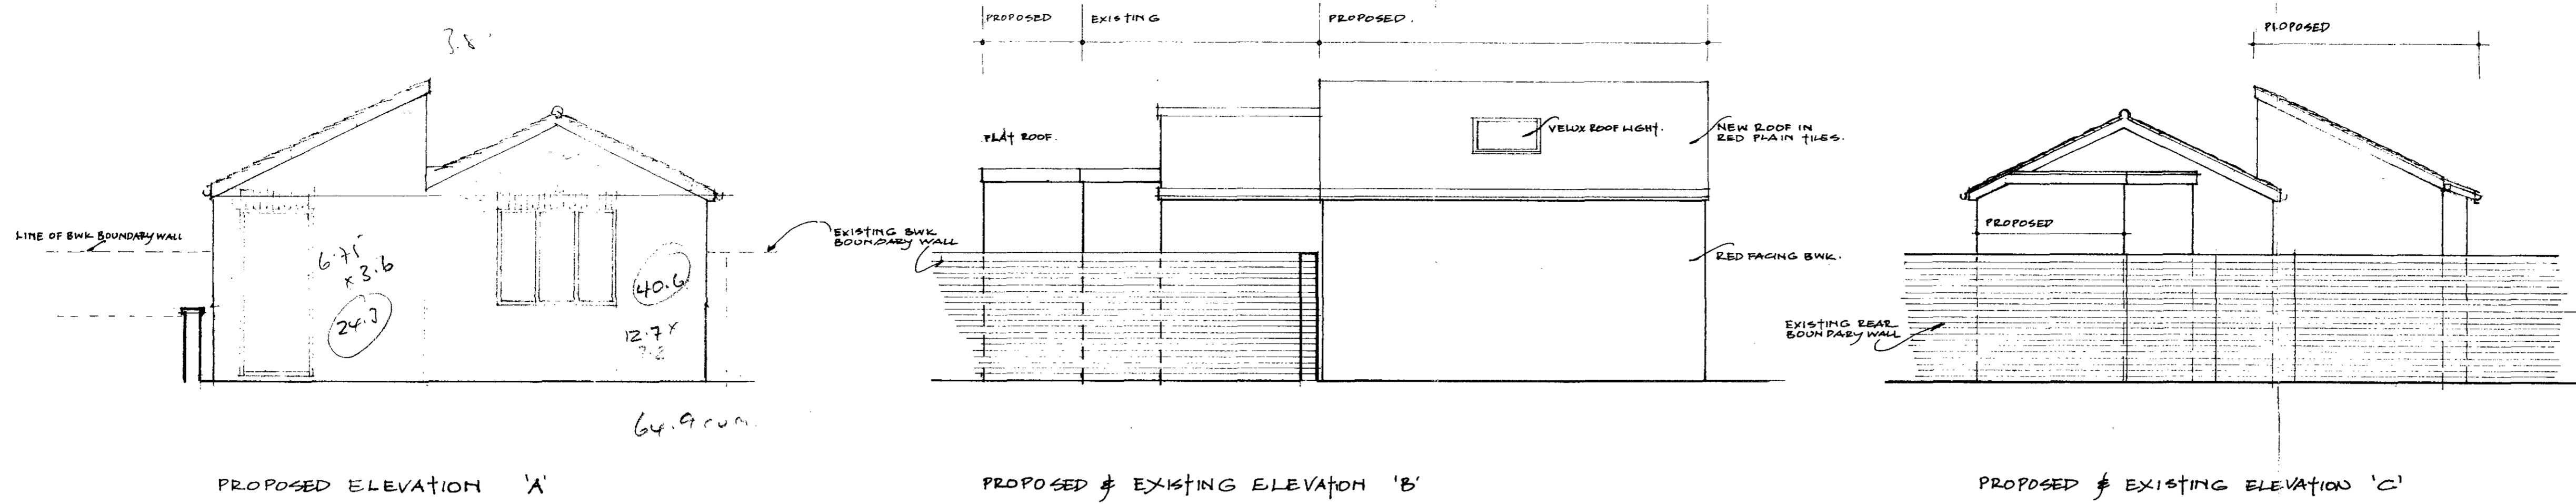 3.8
LINE OF BWK BOUNDARY WALL
6.75
x 3.6
24.3
40.6
12.7 x
64.9 cum.
PROPOSED ELEVATION 'A'
PROPOSED
EXISTING
PROPOSED.
FLAT ROOF.
VELUX ROOF LIGHT.
NEW ROOF IN
RED PLAIN TILES.
EXISTING BWK
BOUNDARY WALL
RED FACING BWK.
PROPOSED & EXISTING ELEVATION 'B'
PROPOSED
PROPOSED
EXISTING REAR
BOUNDARY WALL
PROPOSED & EXISTING ELEVATION 'C'